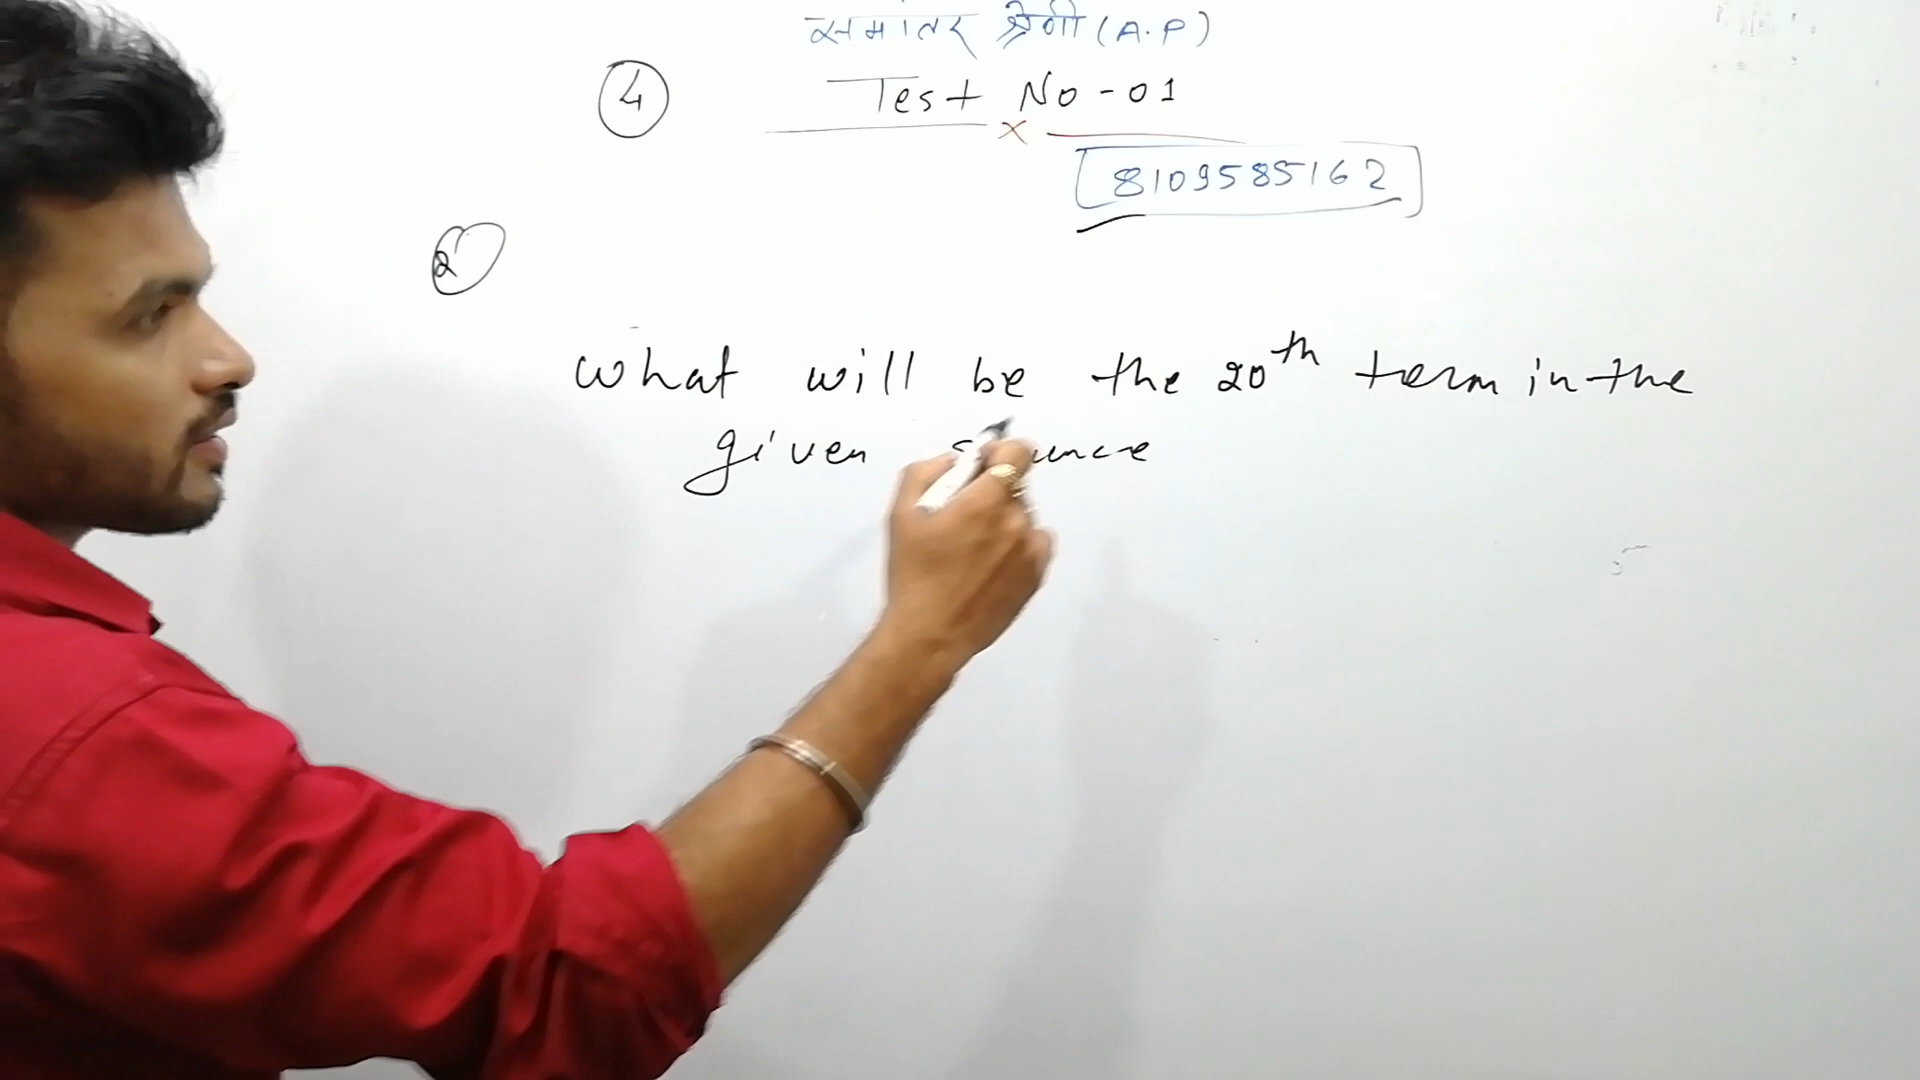 समांतर श्रेणी (A.P)
4 Test No - 01
x
8109585162
2
What will be the 20th term in the
given